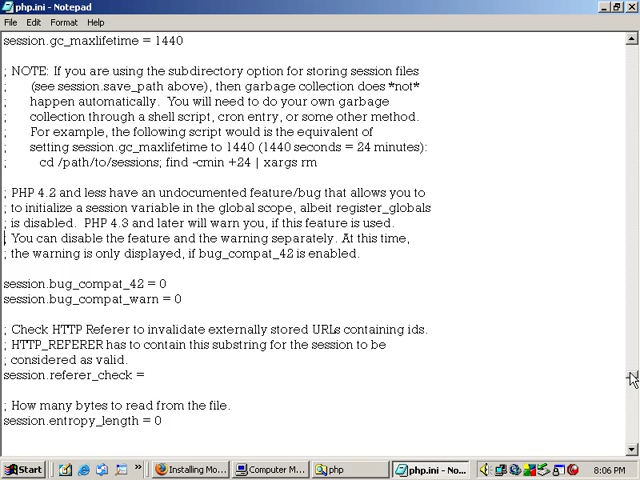 php.ini - Notepad
File Edit Format Help
session.gc_maxlifetime = 1440
; NOTE: If you are using the subdirectory option for storing session files
; (see session.save_path above), then garbage collection does *not*
; happen automatically. You will need to do your own garbage
; collection through a shell script, cron entry, or some other method.
; For example, the following script would is the equivalent of
; setting session.gc_maxlifetime to 1440 (1440 seconds = 24 minutes):
; cd /path/to/sessions; find -cmin +24 | xargs rm
; PHP 4.2 and less have an undocumented feature/bug that allows you to
; to initialize a session variable in the global scope, albeit register_globals
; is disabled. PHP 4.3 and later will warn you, if this feature is used.
; You can disable the feature and the warning separately. At this time,
; the warning is only displayed, if bug_compat_42 is enabled.
session.bug_compat_42 = 0
session.bug_compat_warn = 0
; Check HTTP Referer to invalidate externally stored URLs containing ids.
; HTTP_REFERER has to contain this substring for the session to be
; considered as valid.
session.referer_check =
; How many bytes to read from the file.
session.entropy_length = 0
Start Installing Mo... Computer M... php php.ini - No... 8:06 PM